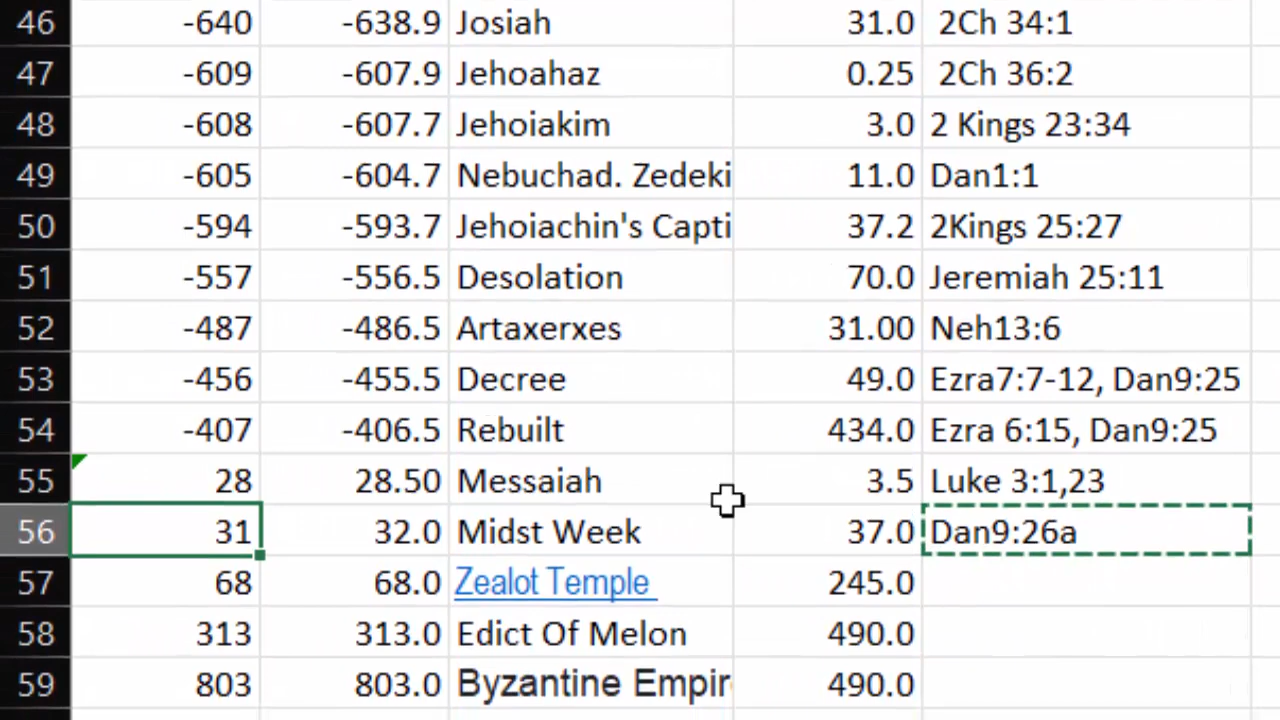 46 -640 -638.9 Josiah 31.0 2Ch 34:1
47 -609 -607.9 Jehoahaz 0.25 2Ch 36:2
48 -608 -607.7 Jehoiakim 3.0 2 Kings 23:34
49 -605 -604.7 Nebuchad. Zedeki 11.0 Dan1:1
50 -594 -593.7 Jehoiachin's Capti 37.2 2Kings 25:27
51 -557 -556.5 Desolation 70.0 Jeremiah 25:11
52 -487 -486.5 Artaxerxes 31.00 Neh13:6
53 -456 -455.5 Decree 49.0 Ezra7:7-12, Dan9:25
54 -407 -406.5 Rebuilt 434.0 Ezra 6:15, Dan9:25
55 28 28.50 Messaiah 3.5 Luke 3:1,23
56 31 32.0 Midst Week 37.0 Dan9:26a
57 68 68.0 Zealot Temple 245.0
58 313 313.0 Edict Of Melon 490.0
59 803 803.0 Byzantine Empir 490.0